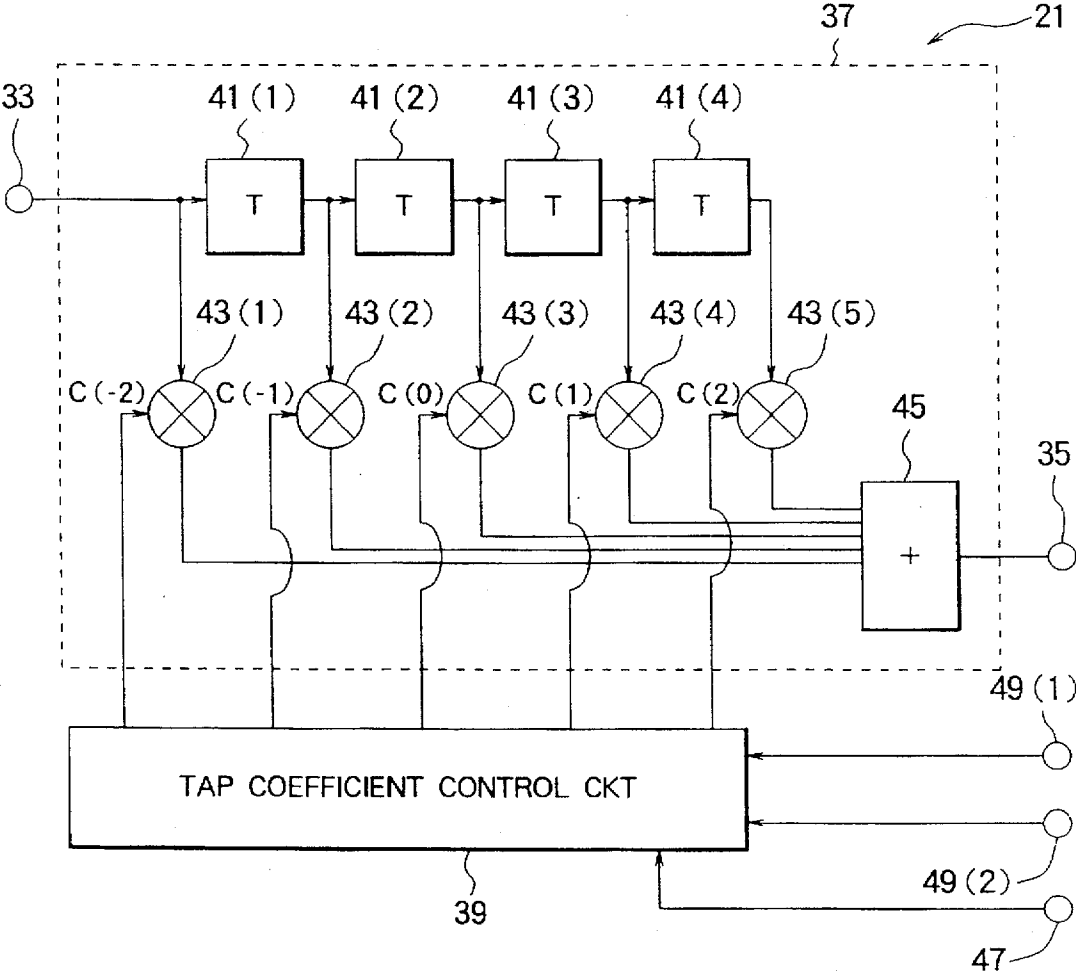 21
37
33
41(1) 41(2) 41(3) 41(4)
T T T T
43(1) 43(2) 43(3) 43(4) 43(5)
C(-2) C(-1) C(0) C(1) C(2)
45
35
+
49(1)
TAP COEFFICIENT CONTROL CKT
49(2)
39
47